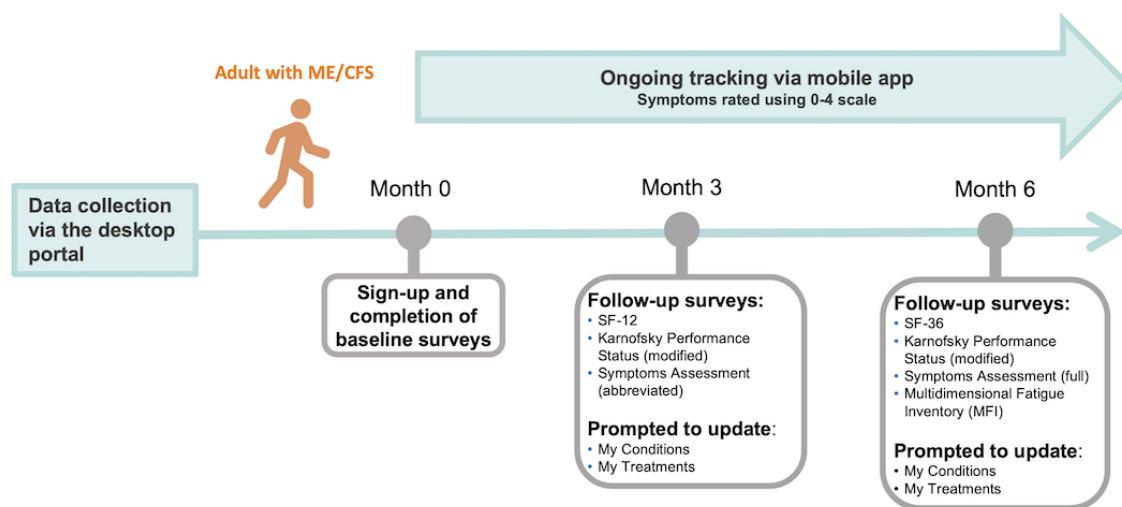 Adult with ME/CFS
Ongoing tracking via mobile app
Symptoms rated using 0-4 scale
Data collection
via the desktop
portal
Month 0
Month 3
Month 6
Sign-up and
completion of
baseline surveys
Follow-up surveys:
• SF-12
• Karnofsky Performance
Status (modified)
• Symptoms Assessment
(abbreviated)
Prompted to update:
• My Conditions
• My Treatments
Follow-up surveys:
• SF-36
• Karnofsky Performance
Status (modified)
• Symptoms Assessment (full)
• Multidimensional Fatigue
Inventory (MFI)
Prompted to update:
• My Conditions
• My Treatments